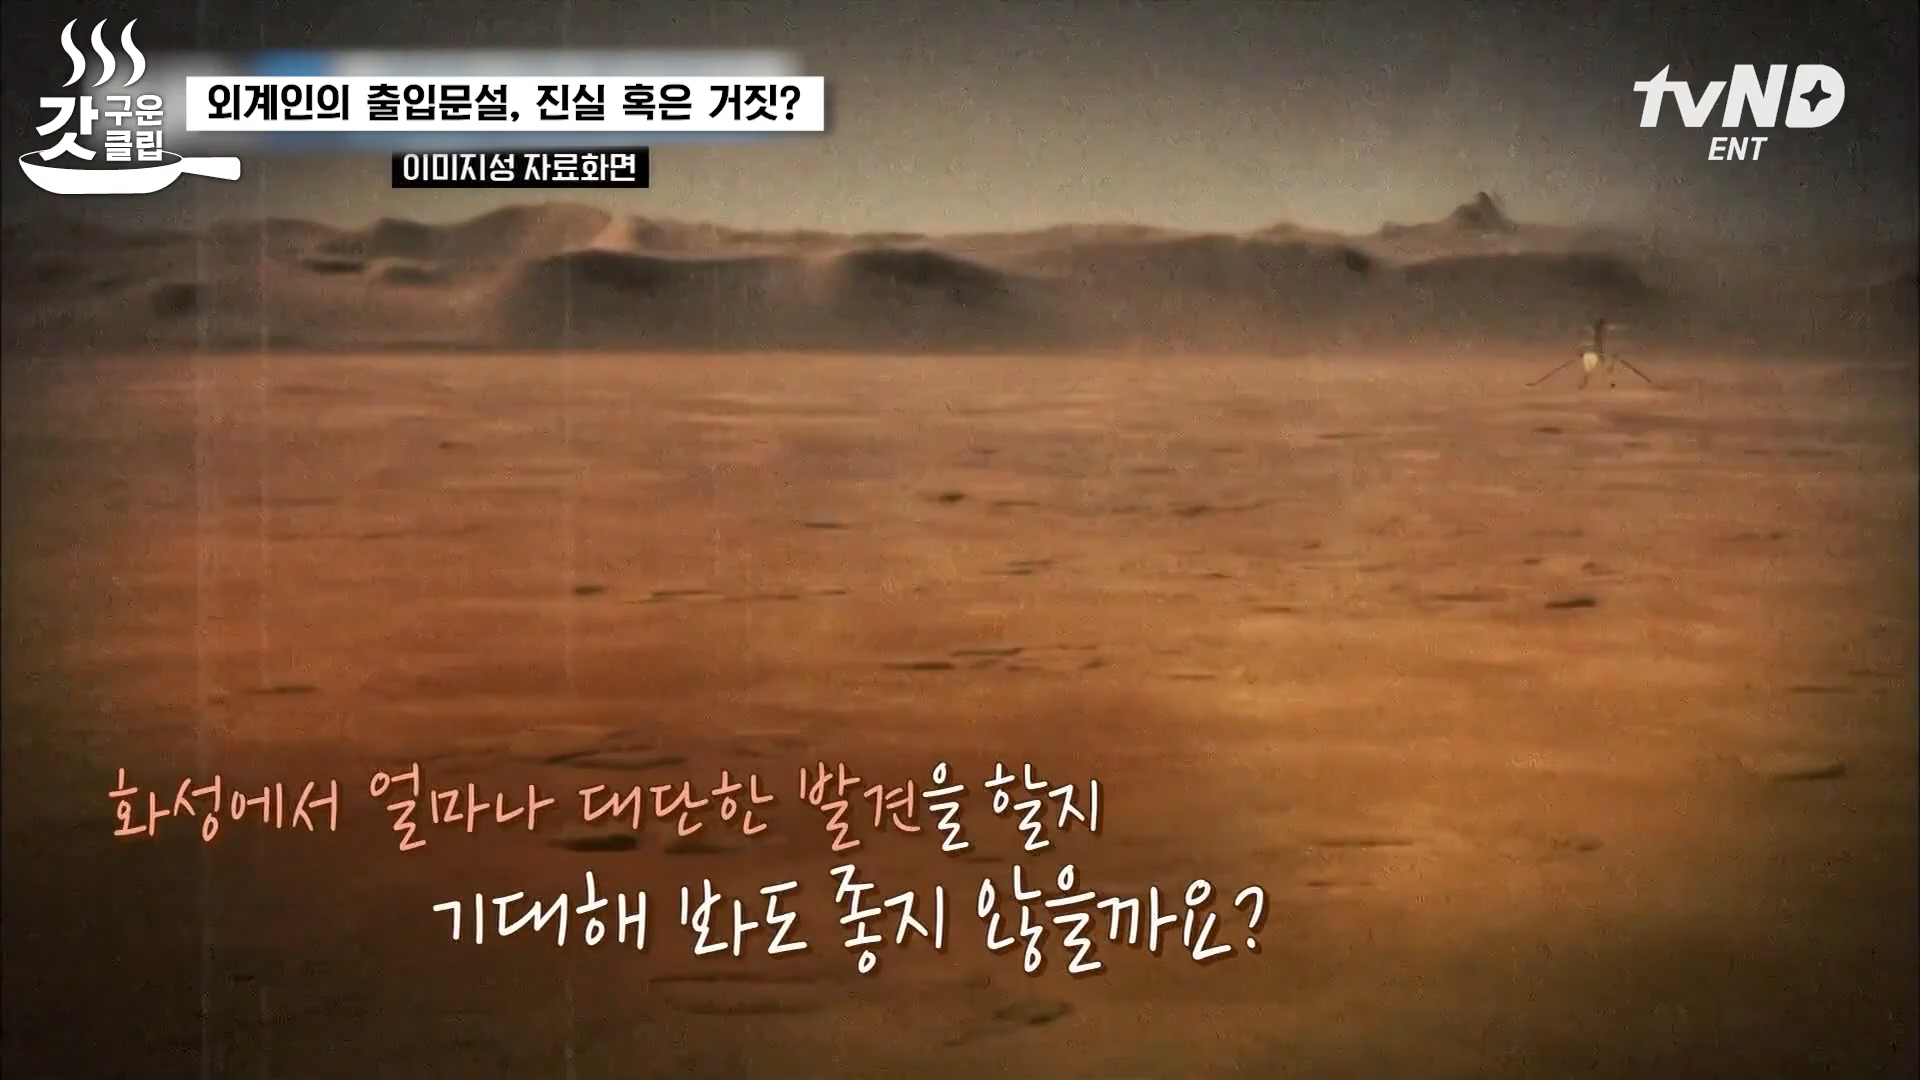 갓구운클립
외계인의 출입문설, 진실 혹은 거짓?
tvND
ENT
이미지성 자료화면
화성에서 얼마나 대단한 발견을 할지
기대해 봐도 좋지 않을까요?